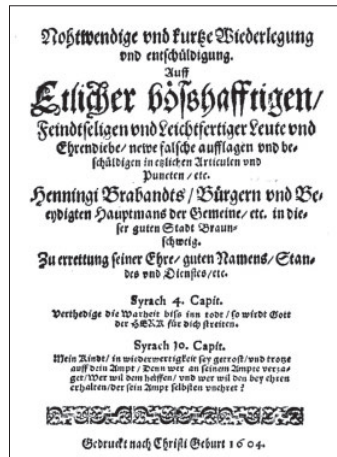 Nohtwendige vnd kurtze Wiederlegung
vnd entschüldigung.
Auff
Etlicher bößhafftigen/
Feindtseligen vnd Leichtfertiger Leute vnd
Ehrendiebe/ newe falsche aufflagen vnd be-
schüldigen in etzlichen Articulen vnd
Puncten/ etc.
Henningi Brabandts/ Bürgern vnd Be-
eydigten Hauptmans der Gemeine/ etc. in die-
ser guten Stadt Braun-
schweig.
Zu errettung seiner Ehre/ guten Namens/ Stan-
des vnd Dienstes/ etc.
Syrach 4. Capit.
Verthedige die Warheit biß inn todt/ so wirdt Gott
der HERR für dich streiten.
Syrach 10. Capit.
Mein Kindt/ in wiederwertigkeit sey getrost/ vnd trotze
auff dein Ampt/ Denn wer an seinem Ampte verza-
get/ Wer wil dem helffen/ vnd wer wil den bey ehren
erhalten/ der sein Ampt selbsten vnehret?
Gedruckt nach Christi Geburt 1604.